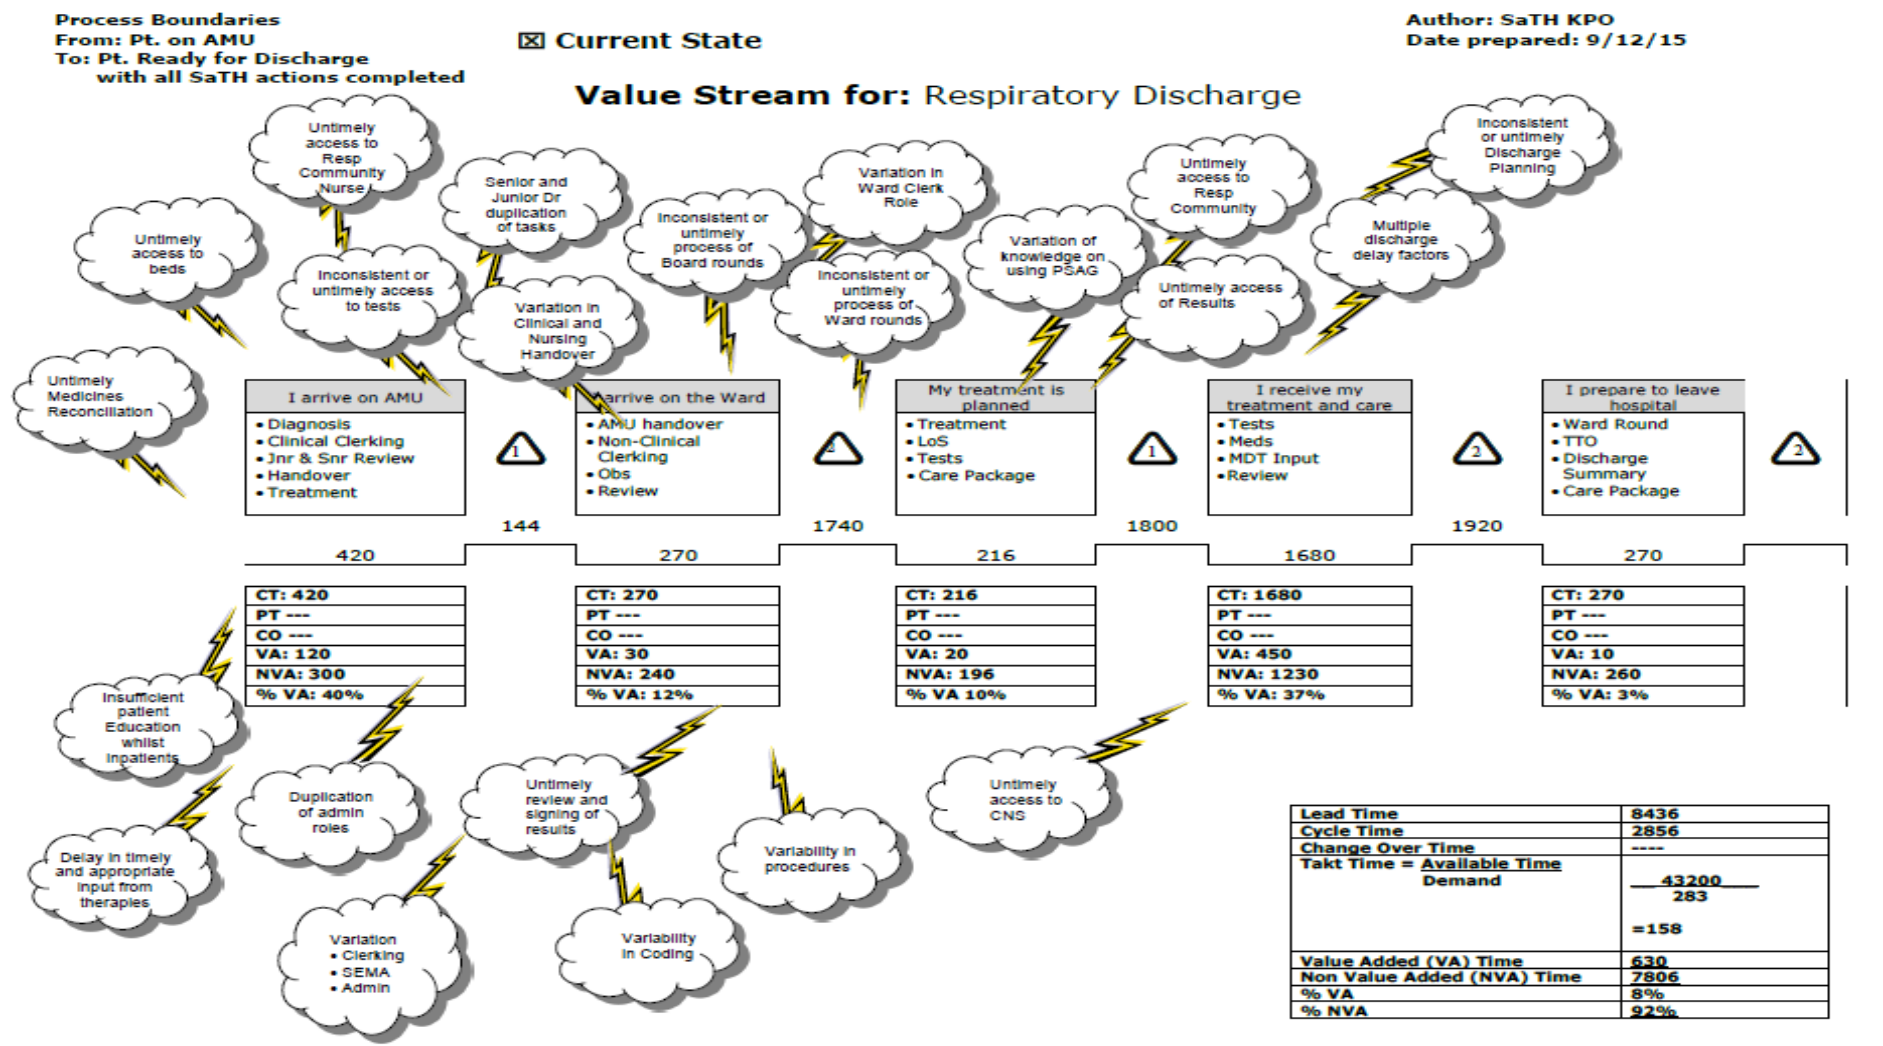 Process Boundaries
From: Pt. on AMU
To: Pt. Ready for Discharge
with all SaTH actions completed
☒ Current State
Author: SaTH KPO
Date prepared: 9/12/15
Value Stream for: Respiratory Discharge
Untimely
access to
Resp
Community
Nurse
Untimely
access to
beds
Inconsistent or
untimely access
to tests
Untimely
Medicines
Reconciliation
Senior and
Junior Dr
duplication
of tasks
Variation in
Clinical and
Nursing
Handover
Inconsistent or
untimely
process of
Board rounds
Variation in
Ward Clerk
Role
Inconsistent or
untimely
process of
Ward rounds
Variation of
knowledge on
using PSAG
Untimely
access to
Resp
Community
Untimely access
of Results
Inconsistent
or untimely
Discharge
Planning
Multiple
discharge
delay factors
I arrive on AMU
• Diagnosis
• Clinical Clerking
• Jnr & Snr Review
• Handover
• Treatment
1
144
arrive on the Ward
• AMU handover
• Non-Clinical
Clerking
• Obs
• Review
2
1740
My treatment is
planned
• Treatment
• LoS
• Tests
• Care Package
1
1800
I receive my
treatment and care
• Tests
• Meds
• MDT Input
• Review
2
1920
I prepare to leave
hospital
• Ward Round
• TTO
• Discharge
Summary
• Care Package
2
420
270
216
1680
270
CT: 420
PT ---
CO ---
VA: 120
NVA: 300
% VA: 40%
CT: 270
PT ---
CO ---
VA: 30
NVA: 240
% VA: 12%
CT: 216
PT ---
CO ---
VA: 20
NVA: 196
% VA 10%
CT: 1680
PT ---
CO ---
VA: 450
NVA: 1230
% VA: 37%
CT: 270
PT ---
CO ---
VA: 10
NVA: 260
% VA: 3%
Insufficient
patient
Education
whilst
Inpatients
Delay in timely
and appropriate
input from
therapies
Duplication
of admin
roles
Variation
• Clerking
• SEMA
• Admin
Untimely
review and
signing of
results
Variability
in Coding
Variability in
procedures
Untimely
access to
CNS
Lead Time 8436
Cycle Time 2856
Change Over Time ----
Takt Time = Available Time
Demand
43200
283
=158
Value Added (VA) Time 630
Non Value Added (NVA) Time 7806
% VA 8%
% NVA 92%